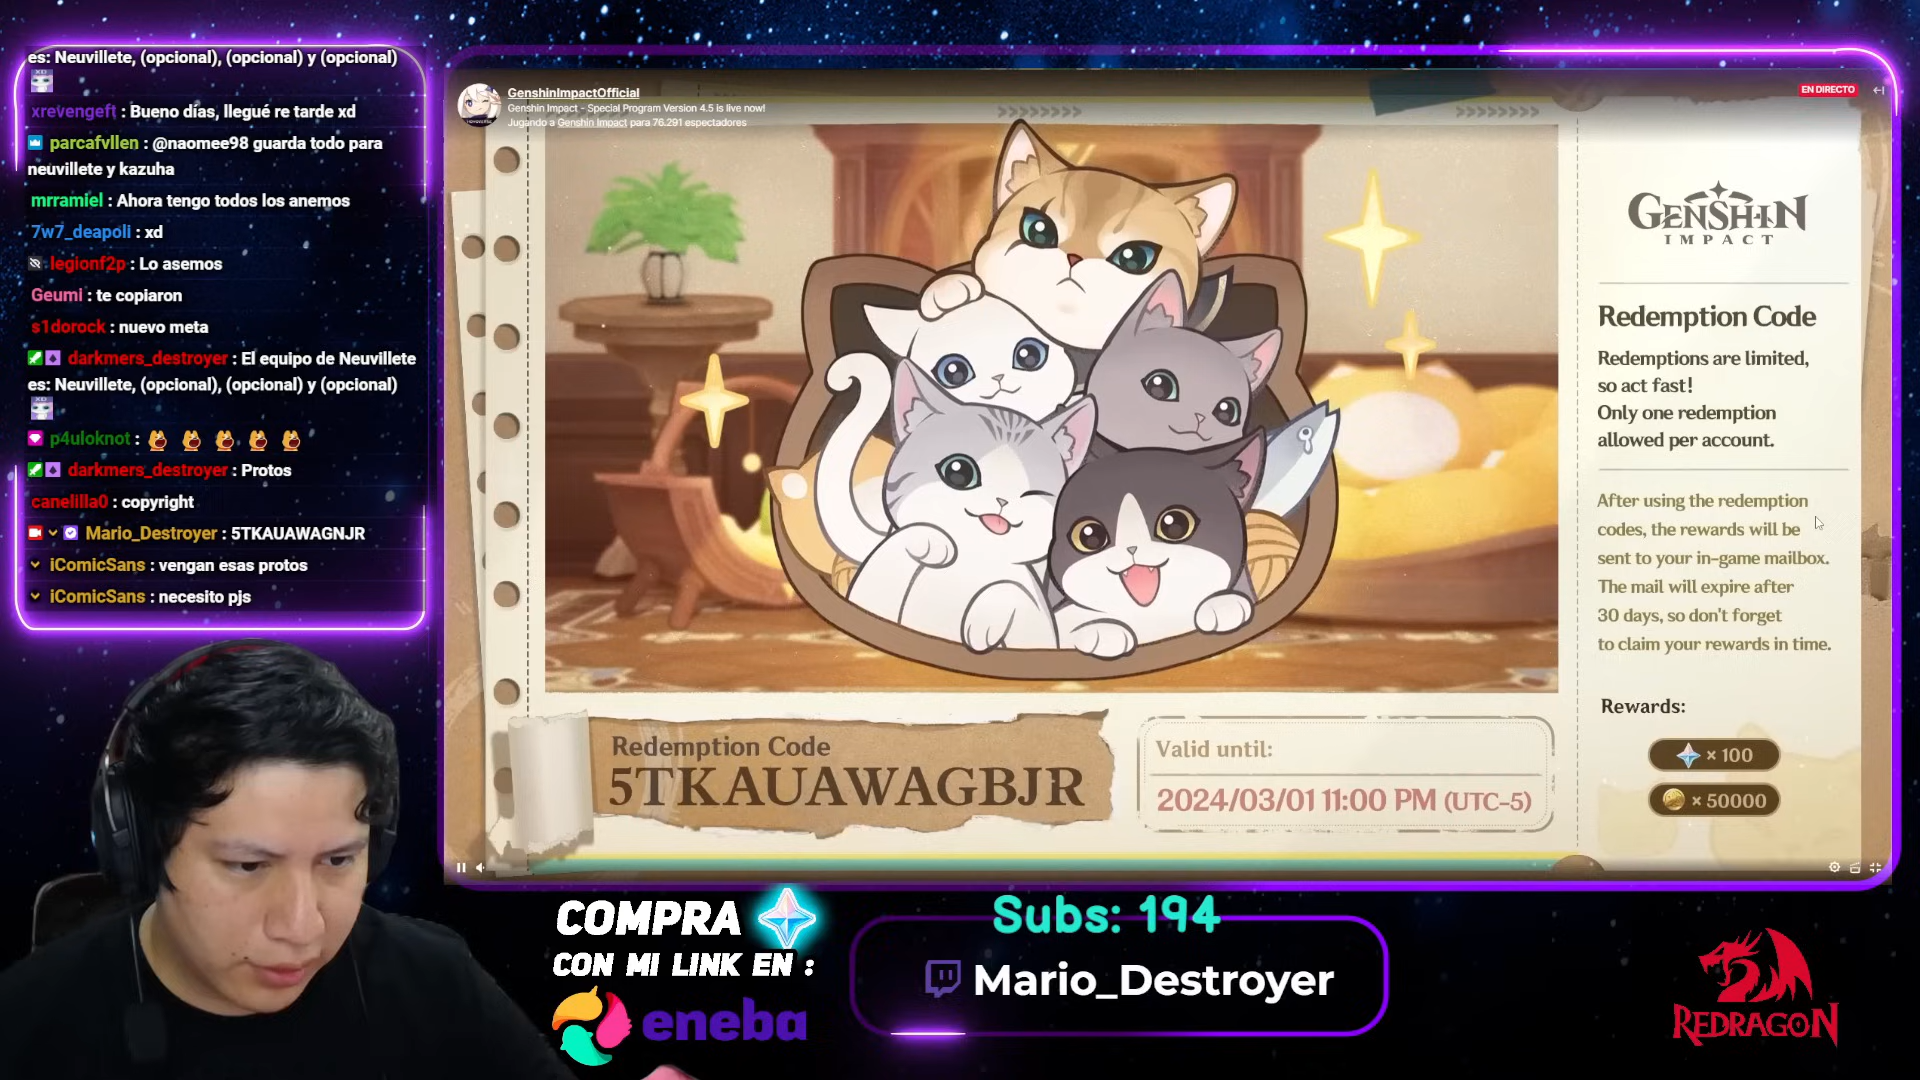 es: Neuvillete, (opcional), (opcional) y (opcional)
xrevengeft : Bueno días, llegué re tarde xd
parcafvllen : @naomee98 guarda todo para
neuvillete y kazuha
mrramiel : Ahora tengo todos los anemos
7w7_deapoli : xd
legionf2p : Lo asemos
Geumi : te copiaron
s1dorock : nuevo meta
darkmers_destroyer : El equipo de Neuvillete
es: Neuvillete, (opcional), (opcional) y (opcional)
p4uloknot :
darkmers_destroyer : Protos
canelilla0 : copyright
Mario_Destroyer : 5TKAUAWAGNJR
iComicSans : vengan esas protos
iComicSans : necesito pjs
GenshinImpactOfficial
Genshin Impact - Special Program Version 4.5 is live now!
Jugando a Genshin Impact para 76.291 espectadores
EN DIRECTO
GENSHIN
IMPACT
Redemption Code
Redemptions are limited,
so act fast!
Only one redemption
allowed per account.
After using the redemption
codes, the rewards will be
sent to your in-game mailbox.
The mail will expire after
30 days, so don't forget
to claim your rewards in time.
Rewards:
× 100
× 50000
Redemption Code
5TKAUAWAGBJR
Valid until:
2024/03/01 11:00 PM (UTC-5)
COMPRA
CON MI LINK EN :
eneba
Subs: 194
Mario_Destroyer
REDRAGON